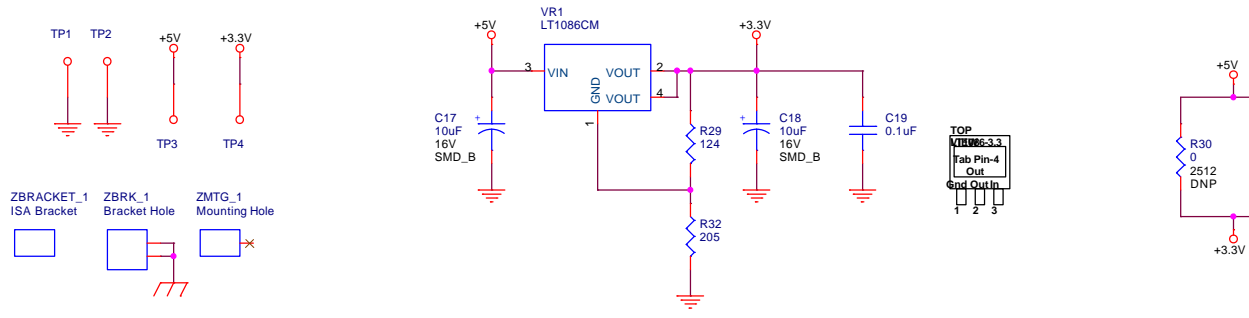 TP1
TP2
+5V
+3.3V
TP3
TP4
ZBRACKET_1
ISA Bracket
ZBRK_1
Bracket Hole
ZMTG_1
Mounting Hole
VR1
LT1086CM
+5V
+3.3V
3
VIN
VOUT
2
VOUT
4
GND
1
C17
10uF
16V
SMD_B
R29
124
C18
10uF
16V
SMD_B
C19
0.1uF
R32
205
TOP
VIEW
Tab Pin-4
Out
Gnd Out In
1 2 3
+5V
R30
0
2512
DNP
+3.3V